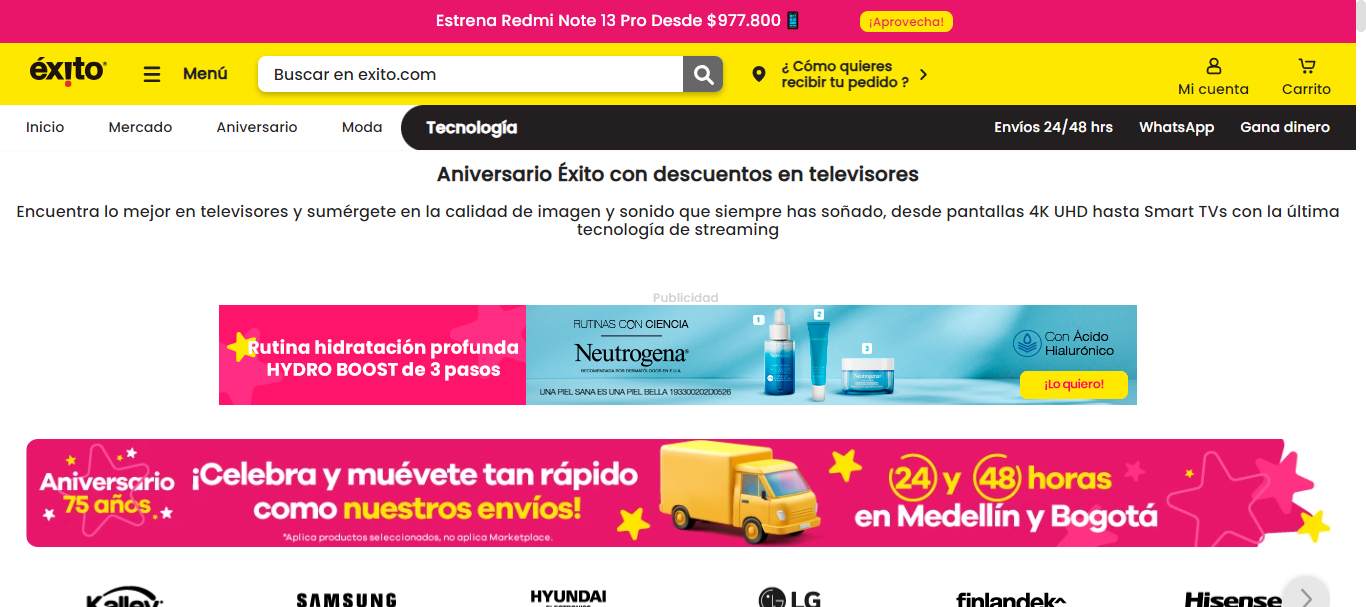 Estrena Redmi Note 13 Pro Desde $977.800
¡Aprovecha!
éxito
Menú
Buscar en exito.com
¿ Cómo quieres
recibir tu pedido ?
Mi cuenta
Carrito
Inicio
Mercado
Aniversario
Moda
Tecnología
Envíos 24/48 hrs
WhatsApp
Gana dinero
Aniversario Éxito con descuentos en televisores
Encuentra lo mejor en televisores y sumérgete en la calidad de imagen y sonido que siempre has soñado, desde pantallas 4K UHD hasta Smart TVs con la última
tecnología de streaming
Publicidad
Rutina hidratación profunda
HYDRO BOOST de 3 pasos
RUTINAS CON CIENCIA
Neutrogena®
RECOMENDADA POR DERMATÓLOGOS EN E.U.A.
UNA PIEL SANA ES UNA PIEL BELLA 193300202D0526
1
2
3
Con Ácido
Hialurónico
¡Lo quiero!
Aniversario
75 años.
¡Celebra y muévete tan rápido
como nuestros envíos!
*Aplica productos seleccionados, no aplica Marketplace.
24 y 48 horas
en Medellín y Bogotá
Kalley
SAMSUNG
HYUNDAI
ELECTRONICS
LG
finlandek
Hisense